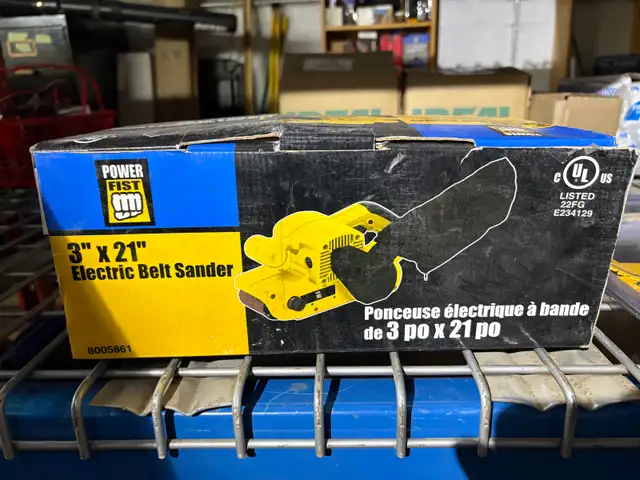 POWER
FIST
3" x 21"
Electric Belt Sander
8005861
Ponceuse électrique à bande
de 3 po x 21 po
C UL US
LISTED
22FG
E234129